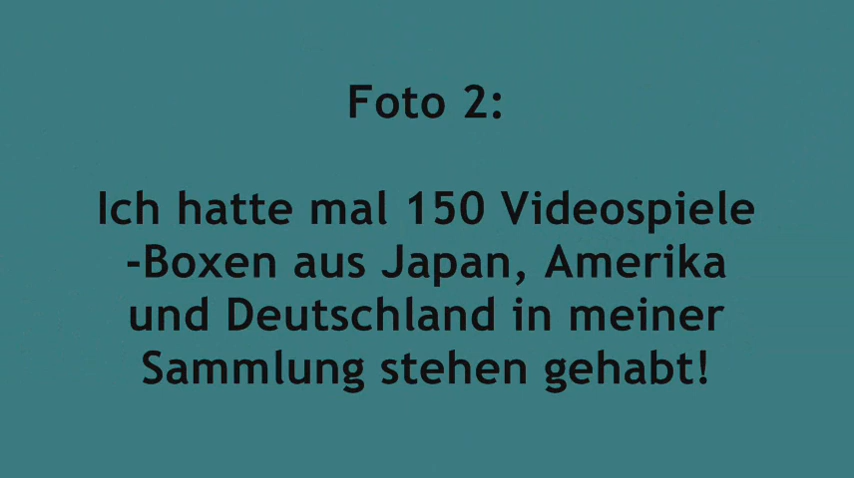 Foto 2:
Ich hatte mal 150 Videospiele
-Boxen aus Japan, Amerika
und Deutschland in meiner
Sammlung stehen gehabt!